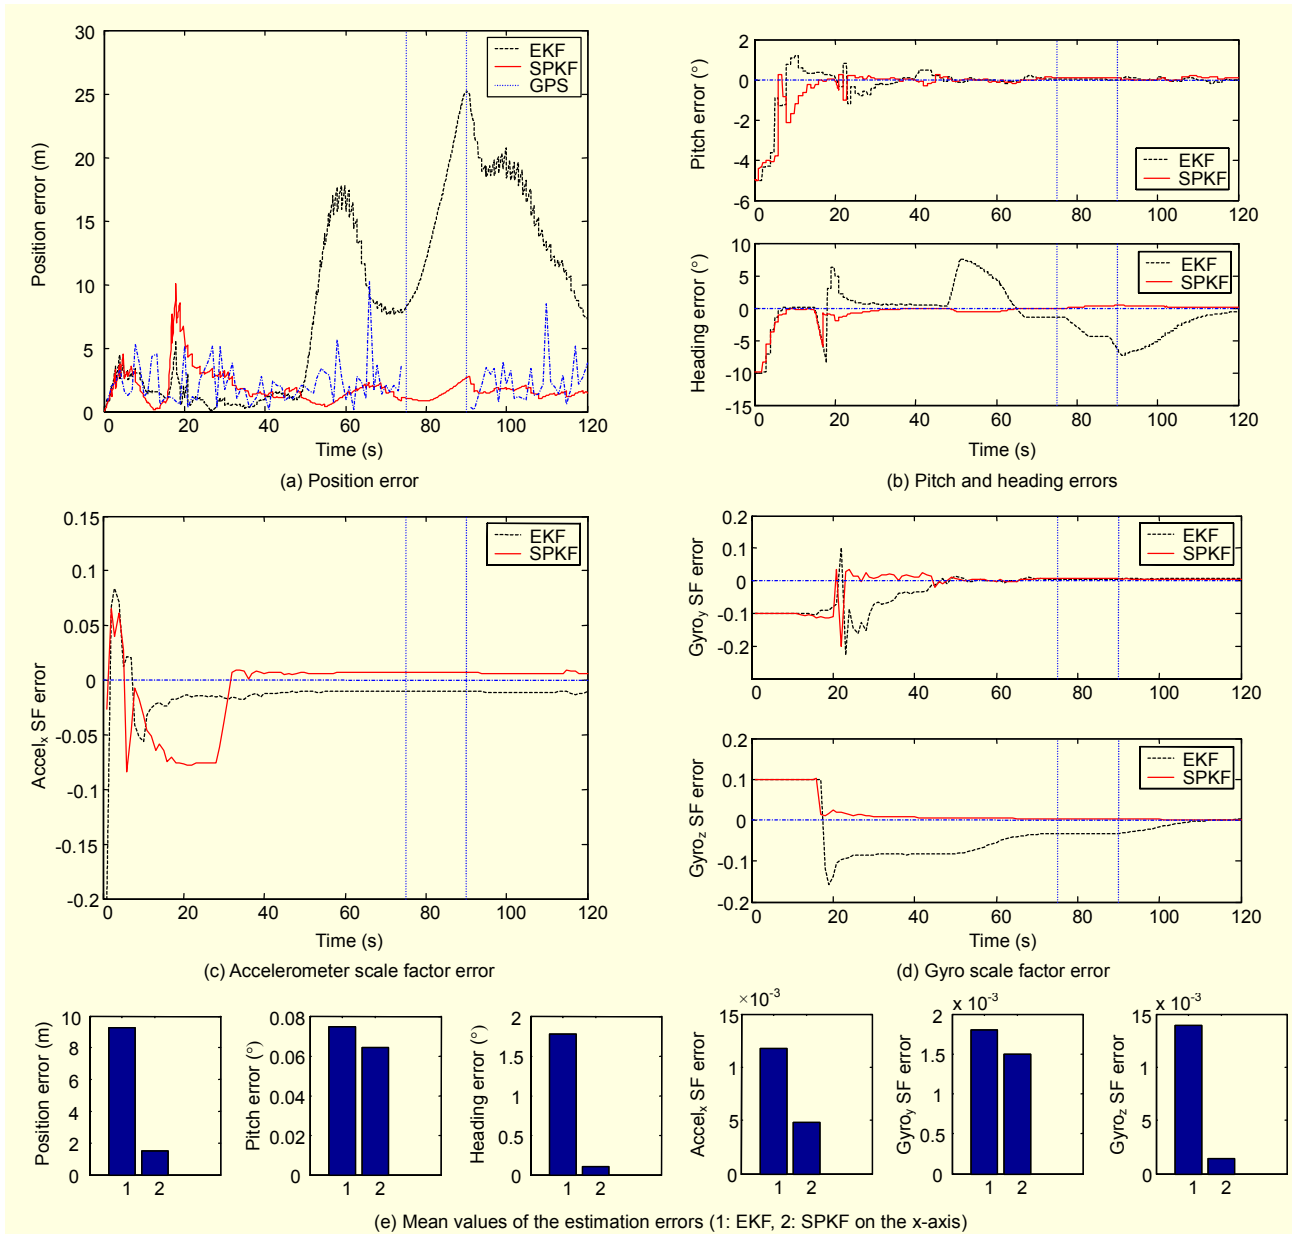 30
25
20
15
10
5
0
0 20 40 60 80 100 120
Position error (m)
Time (s)
EKF
SPKF
GPS
(a) Position error
2
0
-2
-4
-6
0 20 40 60 80 100 120
Pitch error (°)
EKF
SPKF
10
5
0
-5
-10
-15
0 20 40 60 80 100 120
Heading error (°)
Time (s)
EKF
SPKF
(b) Pitch and heading errors
0.15
0.1
0.05
0
-0.05
-0.1
-0.15
-0.2
0 20 40 60 80 100 120
Accelx SF error
Time (s)
EKF
SPKF
(c) Accelerometer scale factor error
0.2
0.1
0
-0.1
-0.2
0 20 40 60 80 100 120
Gyroy SF error
EKF
SPKF
0.2
0.1
0
-0.1
-0.2
0 20 40 60 80 100 120
Gyroz SF error
Time (s)
EKF
SPKF
(d) Gyro scale factor error
10
8
6
4
2
0
1 2
Position error (m)
0.08
0.06
0.04
0.02
0
1 2
Pitch error (°)
2
1.5
1
0.5
0
1 2
Heading error (°)
×10-3
15
10
5
0
1 2
Accelx SF error
x 10-3
2
1.5
1
0.5
0
1 2
Gyroy SF error
x 10-3
15
10
5
0
1 2
Gyroz SF error
(e) Mean values of the estimation errors (1: EKF, 2: SPKF on the x-axis)